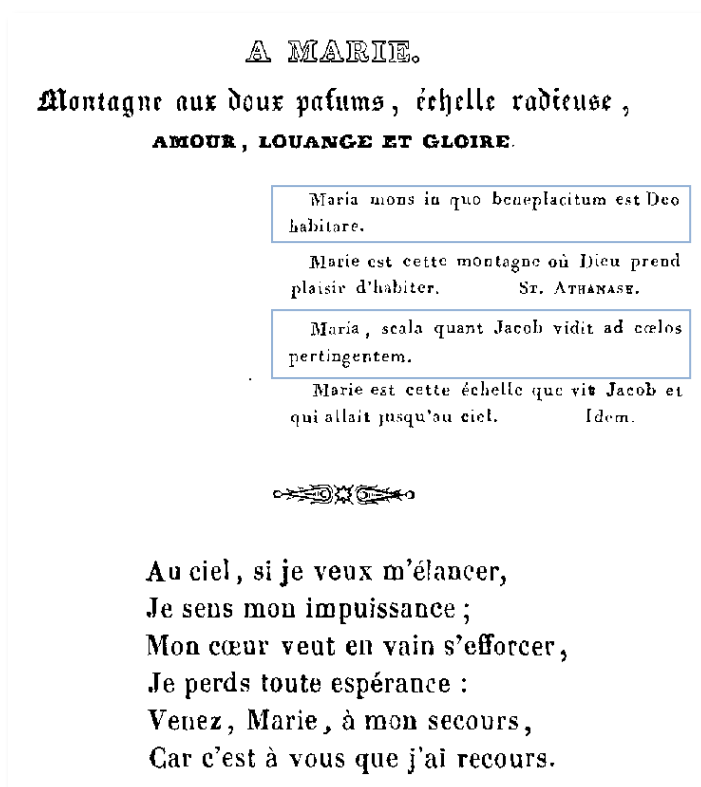 A MARIE.
Montagne aux doux pafums, échelle radieuse,
AMOUR, LOUANGE ET GLOIRE.
Maria mons in quo beneplacitum est Deo
habitare.
Marie est cette montagne où Dieu prend
plaisir d'habiter. ST. ATHANASE.
Maria, scala quant Jacob vidit ad cœlos
pertingentem.
Marie est cette échelle que vit Jacob et
qui allait jusqu'au ciel. Idem.
Au ciel, si je veux m'élancer,
Je sens mon impuissance;
Mon cœur veut en vain s'efforcer,
Je perds toute espérance:
Venez, Marie, à mon secours,
Car c'est à vous que j'ai recours.